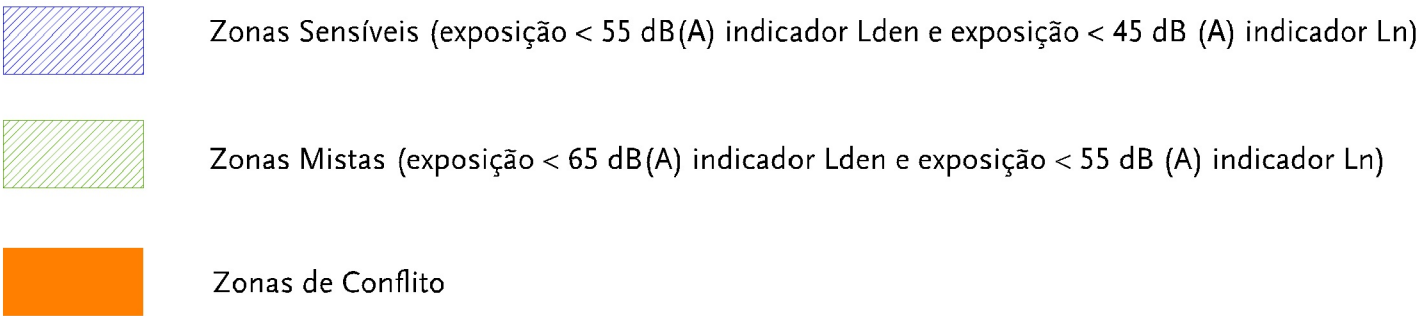 Zonas Sensíveis (exposição < 55 dB(A) indicador Lden e exposição < 45 dB (A) indicador Ln)
Zonas Mistas (exposição < 65 dB(A) indicador Lden e exposição < 55 dB (A) indicador Ln)
Zonas de Conflito